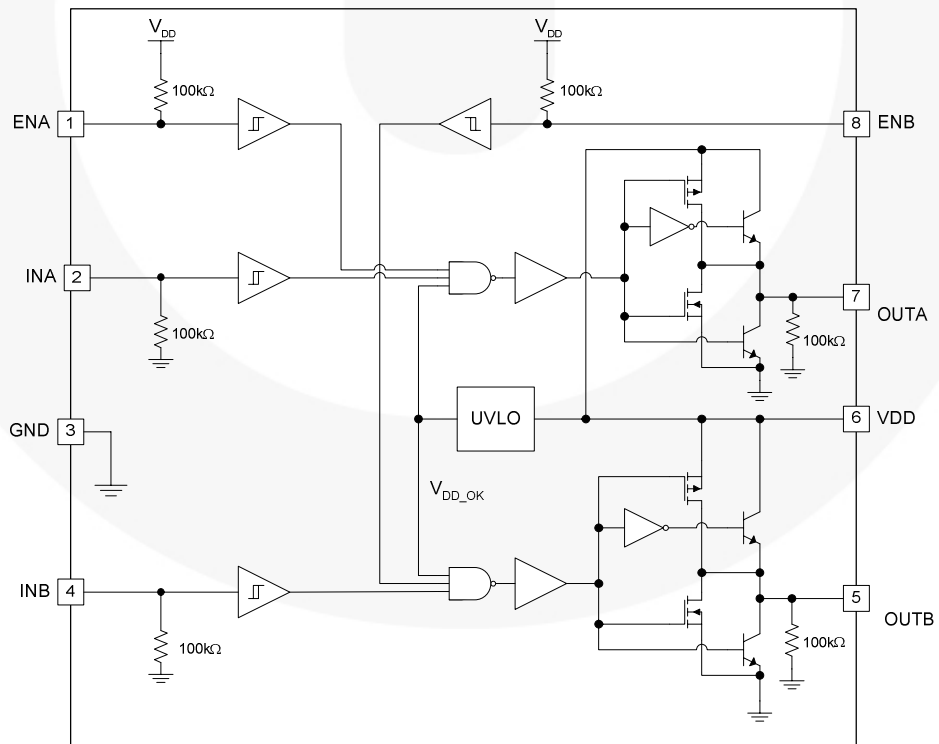 VDD
VDD
100kΩ
100kΩ
ENA
1
8
ENB
INA
2
7
OUTA
100kΩ
100kΩ
GND
3
UVLO
6
VDD
VDD_OK
INB
4
5
OUTB
100kΩ
100kΩ